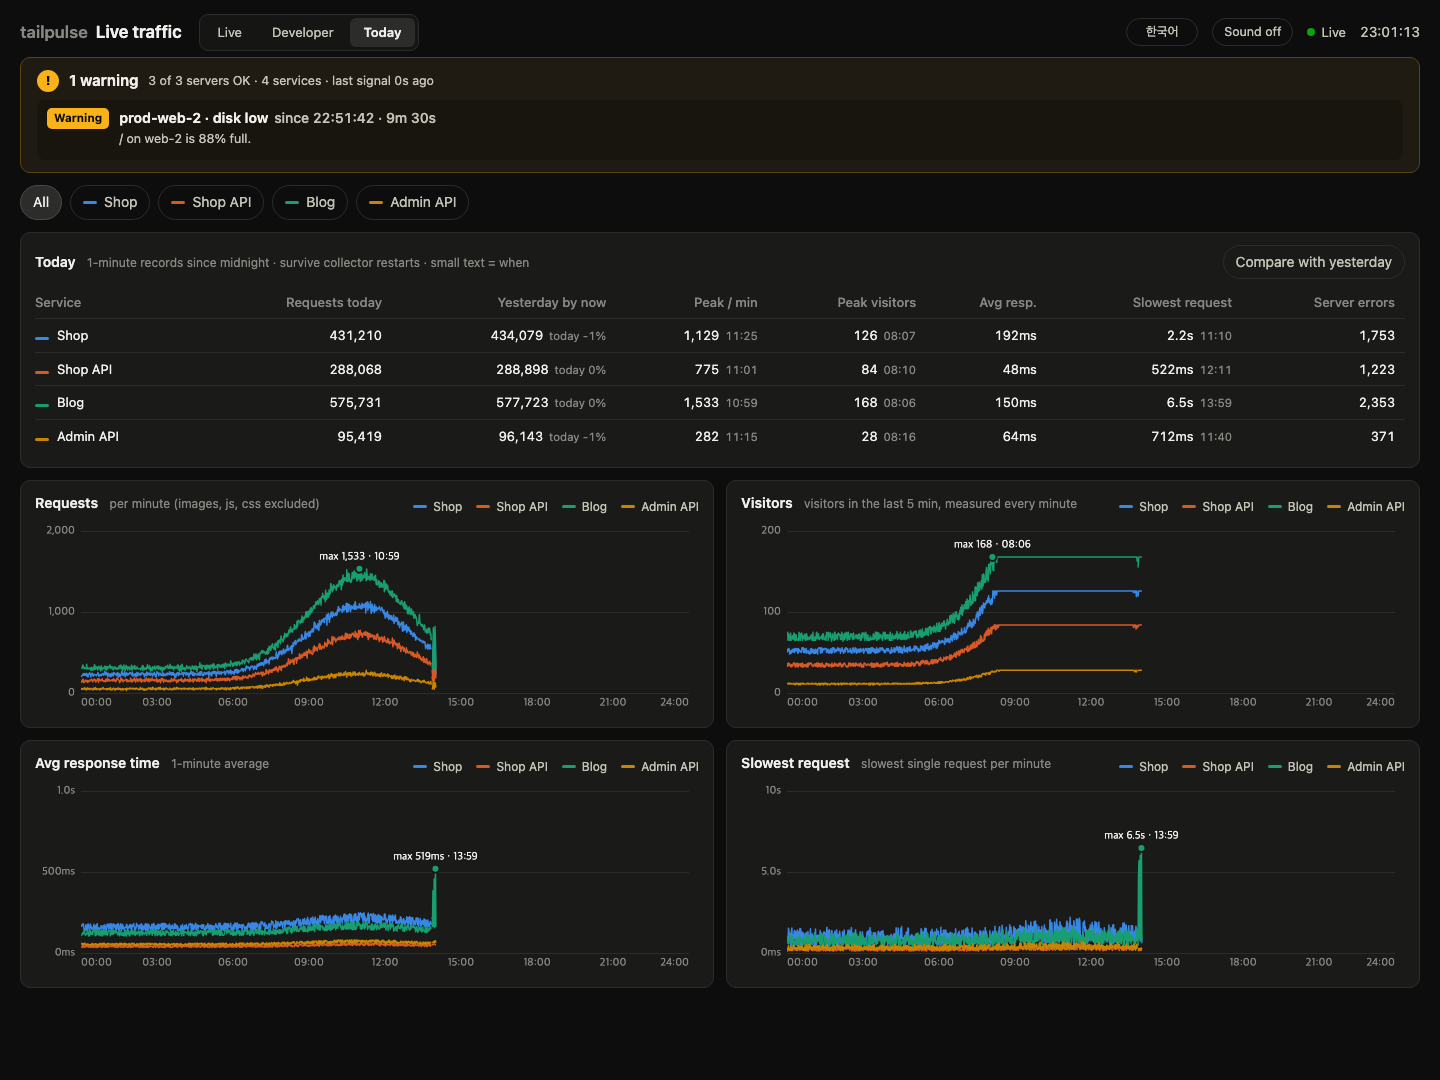 tailpulse Live traffic Live Developer Today 한국어 Sound off Live 23:01:13
! 1 warning 3 of 3 servers OK · 4 services · last signal 0s ago
Warning prod-web-2 · disk low since 22:51:42 · 9m 30s
/ on web-2 is 88% full.
All Shop Shop API Blog Admin API
Today 1-minute records since midnight · survive collector restarts · small text = when Compare with yesterday
Service Requests today Yesterday by now Peak / min Peak visitors Avg resp. Slowest request Server errors
Shop 431,210 434,079 today -1% 1,129 11:25 126 08:07 192ms 2.2s 11:10 1,753
Shop API 288,068 288,898 today 0% 775 11:01 84 08:10 48ms 522ms 12:11 1,223
Blog 575,731 577,723 today 0% 1,533 10:59 168 08:06 150ms 6.5s 13:59 2,353
Admin API 95,419 96,143 today -1% 282 11:15 28 08:16 64ms 712ms 11:40 371
Requests per minute (images, js, css excluded) Shop Shop API Blog Admin API
2,000
max 1,533 · 10:59
1,000
0
00:00 03:00 06:00 09:00 12:00 15:00 18:00 21:00 24:00
Visitors visitors in the last 5 min, measured every minute Shop Shop API Blog Admin API
200
max 168 · 08:06
100
0
00:00 03:00 06:00 09:00 12:00 15:00 18:00 21:00 24:00
Avg response time 1-minute average Shop Shop API Blog Admin API
1.0s
max 519ms · 13:59
500ms
0ms
00:00 03:00 06:00 09:00 12:00 15:00 18:00 21:00 24:00
Slowest request slowest single request per minute Shop Shop API Blog Admin API
10s
max 6.5s · 13:59
5.0s
0ms
00:00 03:00 06:00 09:00 12:00 15:00 18:00 21:00 24:00